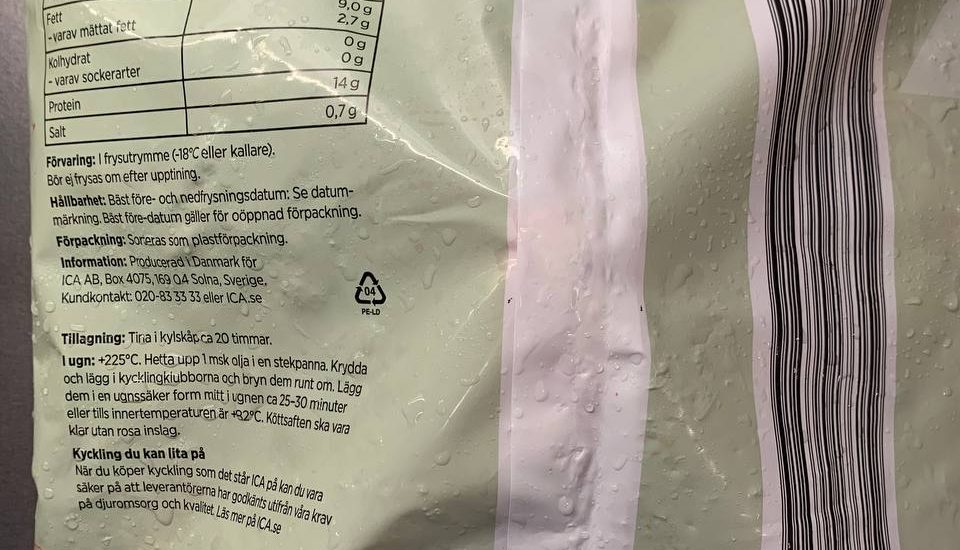 Fett 9,0 g
- varav mättat fett 2,7 g
Kolhydrat 0 g
- varav sockerarter 0 g
Protein 14 g
Salt 0,7 g
Förvaring: I frysutrymme (-18°C eller kallare).
Bör ej frysas om efter upptining.
Hållbarhet: Bäst före- och nedfrysningsdatum: Se datum-
märkning. Bäst före-datum gäller för oöppnad förpackning.
Förpackning: Sorteras som plastförpackning.
Information: Producerad i Danmark för
ICA AB, Box 4075, 169 04 Solna, Sverige.
Kundkontakt: 020-83 33 33 eller ICA.se
04
PE-LD
Tillagning: Tina i kylskåp ca 20 timmar.
I ugn: +225°C. Hetta upp 1 msk olja i en stekpanna. Krydda
och lägg i kycklingklubborna och bryn dem runt om. Lägg
dem i en ugnssäker form mitt i ugnen ca 25-30 minuter
eller tills innertemperaturen är +82°C. Köttsaften ska vara
klar utan rosa inslag.
Kyckling du kan lita på
När du köper kyckling som det står ICA på kan du vara
säker på att leverantörerna har godkänts utifrån våra krav
på djuromsorg och kvalitet. Läs mer på ICA.se